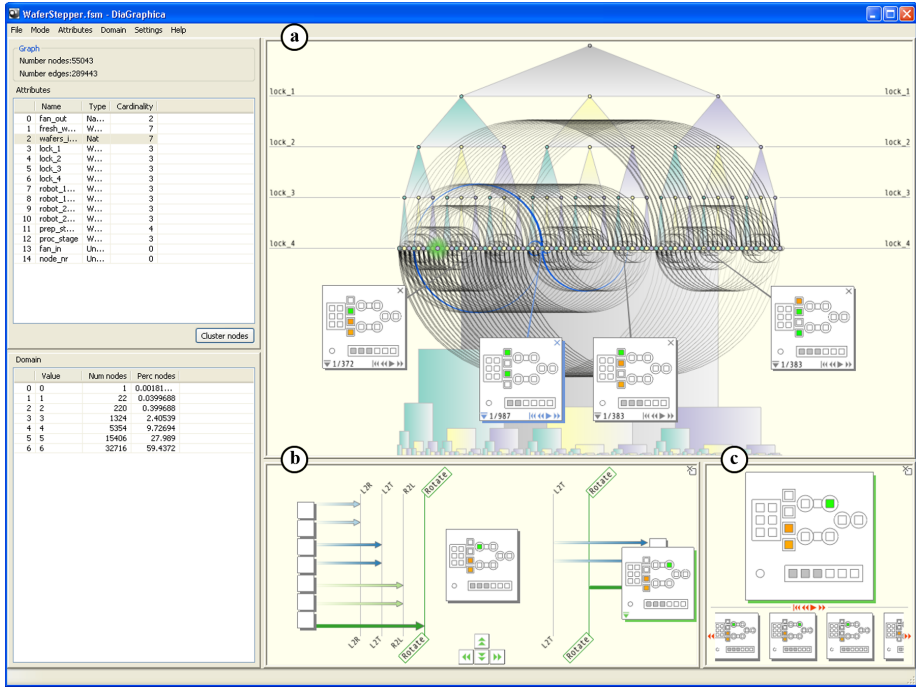 WaferStepper.fsm - DiaGraphica
File Mode Attributes Domain Settings Help
Graph
Number nodes:55043
Number edges:289443
Attributes
Name Type Cardinality
0 fan_out Na... 2
1 fresh_w... W... 7
2 wafers_i... Nat 7
3 lock_1 W... 3
4 lock_2 W... 3
5 lock_3 W... 3
6 lock_4 W... 3
7 robot_1... W... 3
8 robot_1... W... 3
9 robot_2... W... 3
10 robot_2... W... 3
11 prep_st... W... 4
12 proc_stage W... 3
13 fan_in Un... 0
14 node_nr Un... 0
Cluster nodes
Domain
Value Num nodes Perc nodes
0 0 1 0.00181...
1 1 22 0.0399688
2 2 220 0.399688
3 3 1324 2.40539
4 4 5354 9.72694
5 5 15406 27.989
6 6 32716 59.4372
a
lock_1 lock_1
lock_2 lock_2
lock_3 lock_3
lock_4 lock_4
1/372
1/987
1/383
1/383
b
L2R L2T R2L Rotate
L2T Rotate
L2R L2T R2L Rotate
L2T Rotate
c